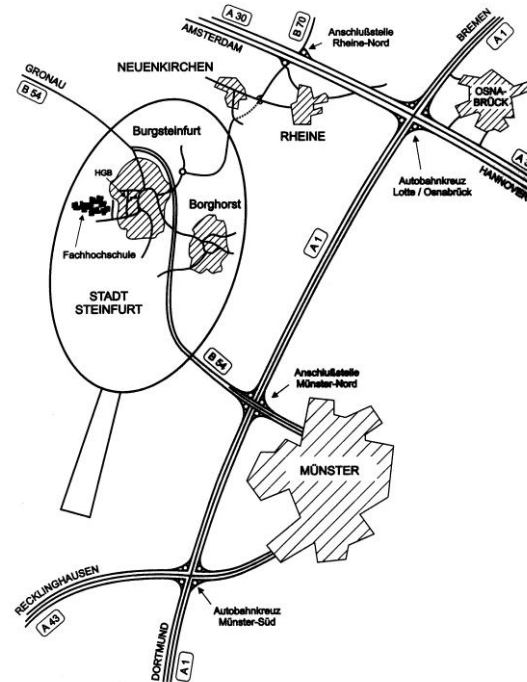 A 30
B 70
AMSTERDAM
Anschlußstelle
Rheine-Nord
BREMEN
A 1
GRONAU
B 54
NEUENKIRCHEN
OSNA-
BRÜCK
RHEINE
Burgsteinfurt
HANNOVER
HGB
Borghorst
Autobahnkreuz
Lotte / Osnabrück
Fachhochschule
A 1
STADT
STEINFURT
B 54
Anschlußstelle
Münster-Nord
MÜNSTER
RECKLINGHAUSEN
A 43
Autobahnkreuz
Münster-Süd
DORTMUND
A 1